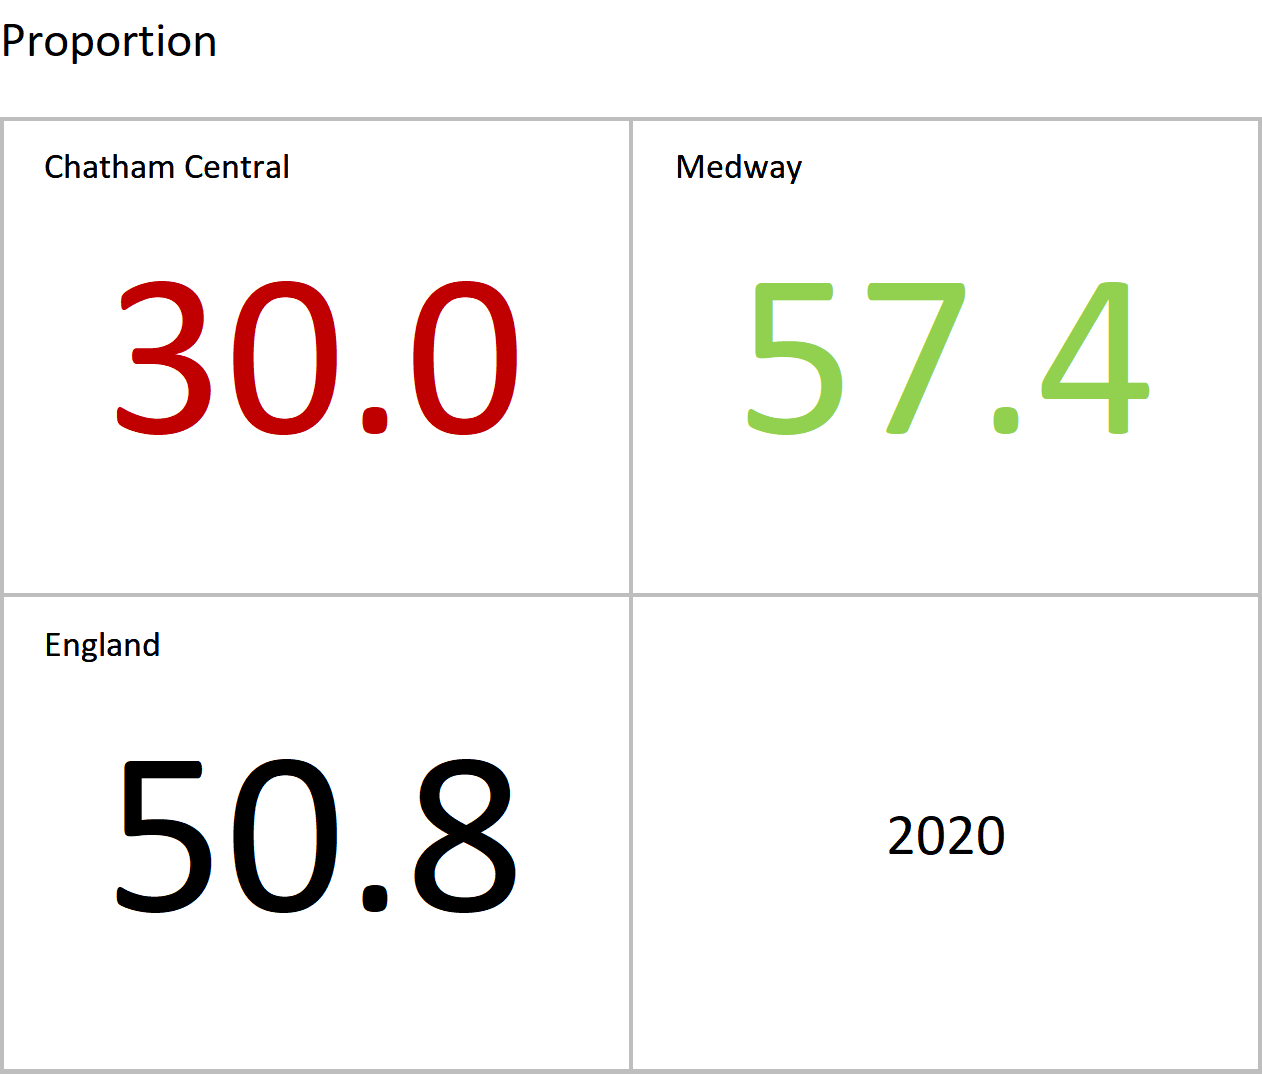 Proportion
Chatham Central
Medway
30.0
57.4
England
50.8
2020